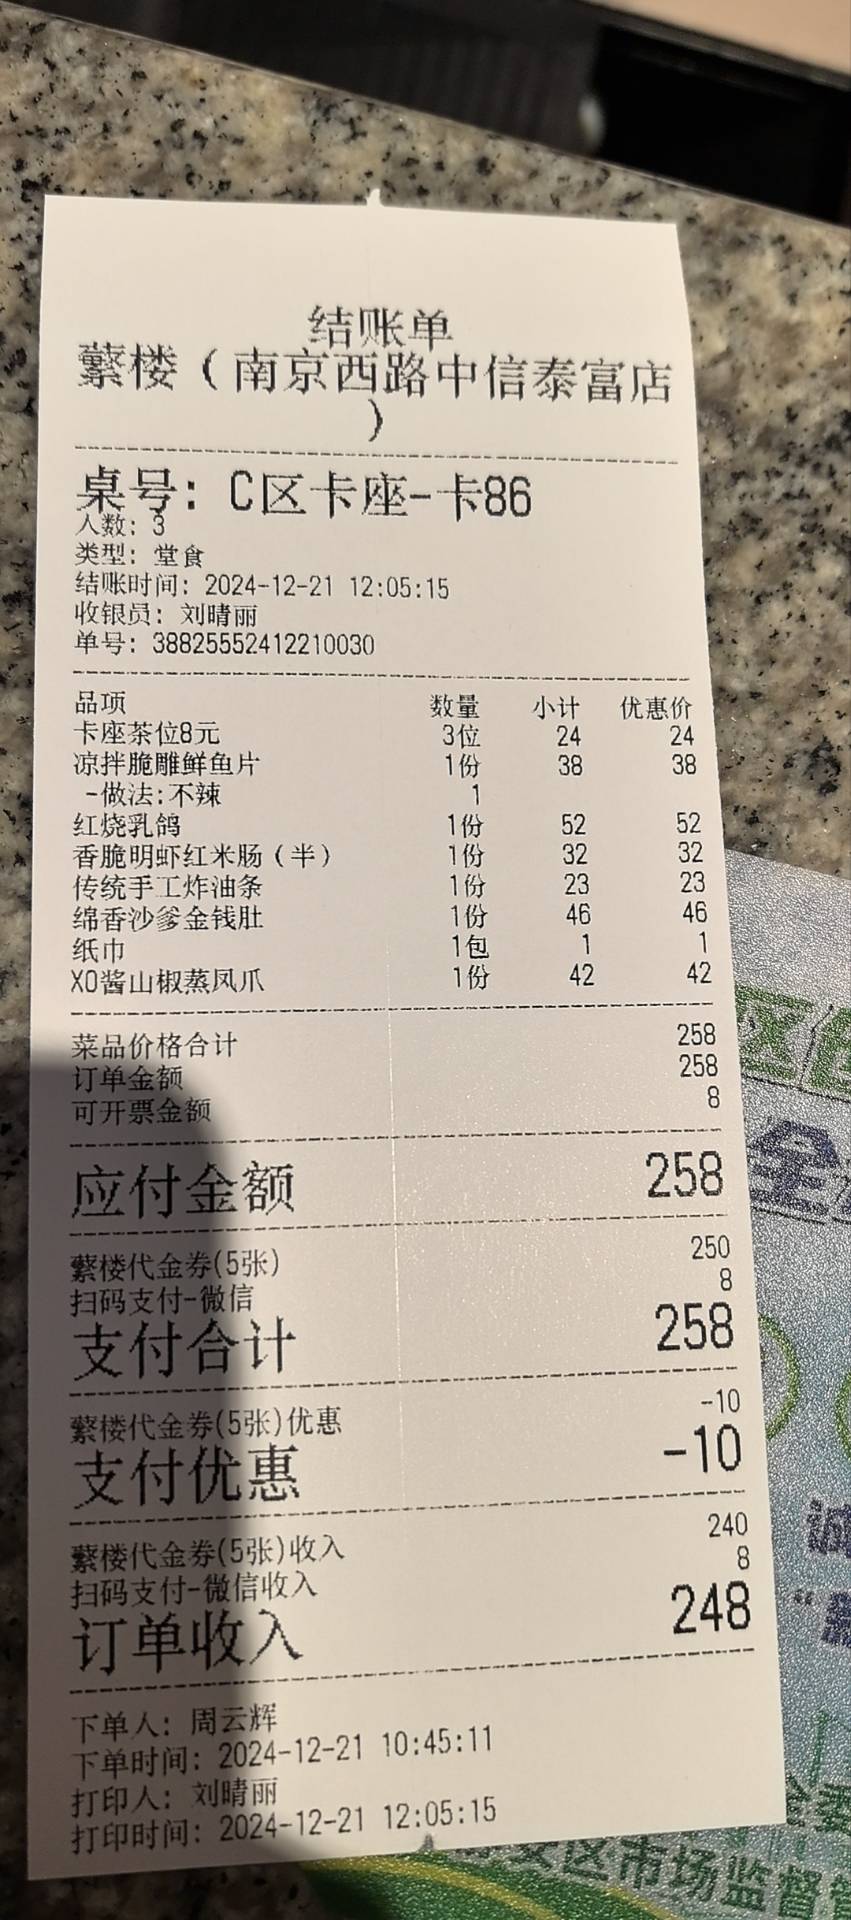 结账单
蘩楼（南京西路中信泰富店
）
桌号: C区卡座-卡86
人数: 3
类型: 堂食
结账时间: 2024-12-21 12:05:15
收银员: 刘晴丽
单号: 38825552412210030
品项 数量 小计 优惠价
卡座茶位8元 3位 24 24
凉拌脆雕鲜鱼片 1份 38 38
-做法:不辣 1
红烧乳鸽 1份 52 52
香脆明虾红米肠（半） 1份 32 32
传统手工炸油条 1份 23 23
绵香沙爹金钱肚 1份 46 46
纸巾 1包 1 1
XO酱山椒蒸凤爪 1份 42 42
菜品价格合计 258
订单金额 258
可开票金额 8
应付金额 258
蘩楼代金券(5张) 250
扫码支付-微信 8
支付合计 258
蘩楼代金券(5张)优惠 -10
支付优惠 -10
蘩楼代金券(5张)收入 240
扫码支付-微信收入 8
订单收入 248
下单人: 周云辉
下单时间: 2024-12-21 10:45:11
打印人: 刘晴丽
打印时间: 2024-12-21 12:05:15
区
全
诚
安区市场监督管